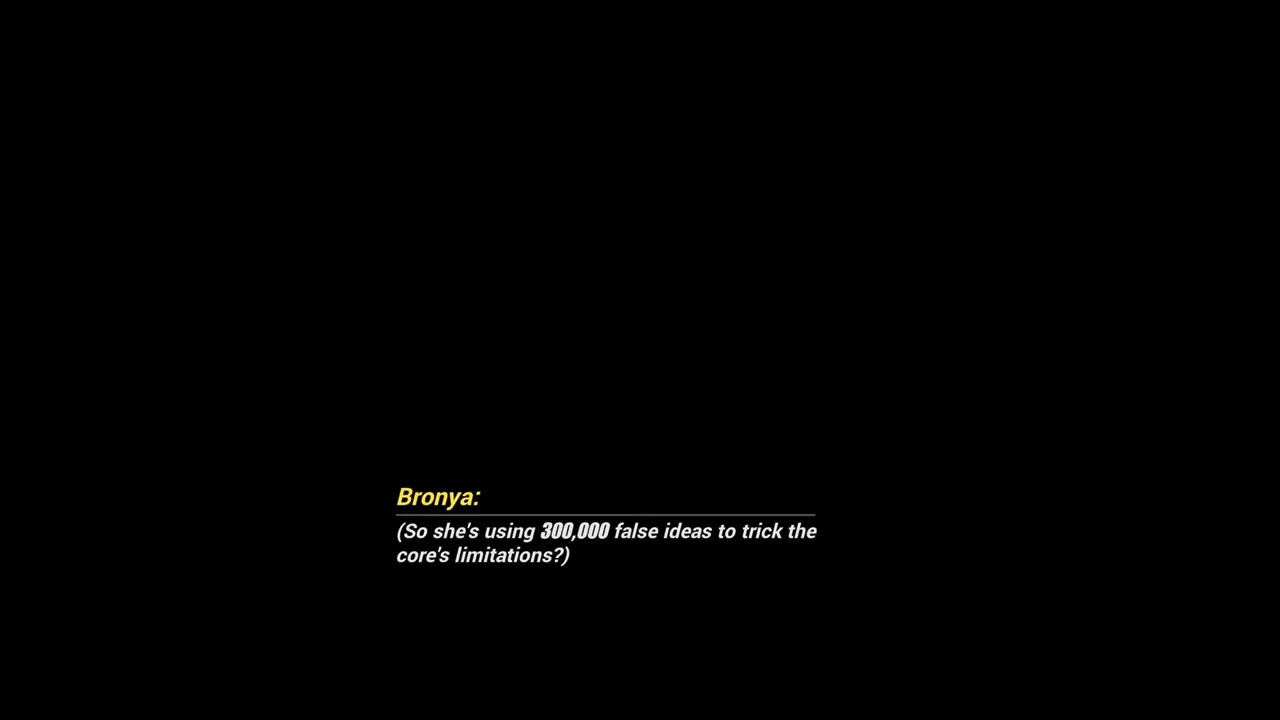 Bronya:
(So she's using 300,000 false ideas to trick the
core's limitations?)